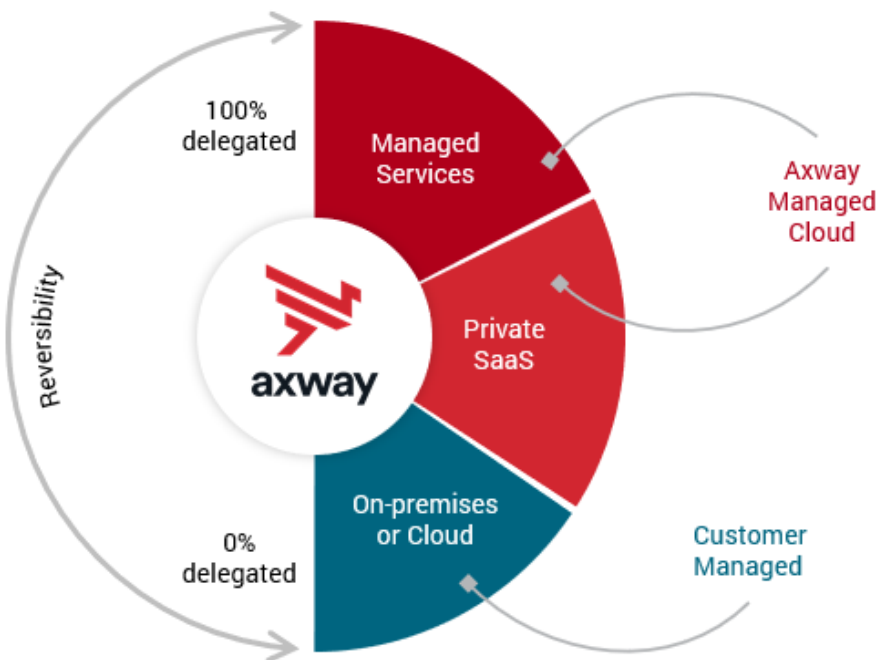 100%
delegated
Managed
Services
Axway
Managed
Cloud
Reversibility
axway
Private
SaaS
On-premises
or Cloud
0%
delegated
Customer
Managed